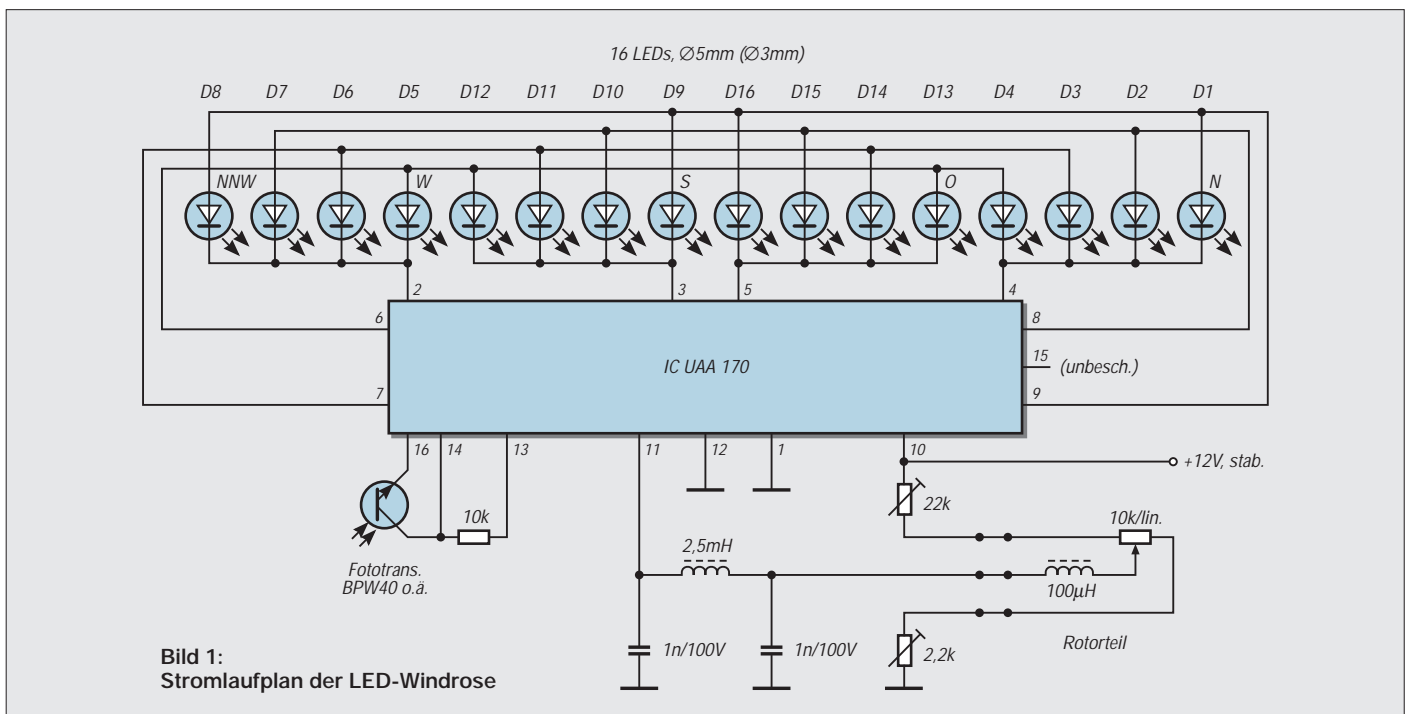 16 LEDs, ∅5mm (∅3mm)
D8 D7 D6 D5 D12 D11 D10 D9 D16 D15 D14 D13 D4 D3 D2 D1
NNW W S O N
2 3 5 4
6 8
IC UAA 170
15 (unbesch.)
7 9
16 14 13 11 12 1 10
+12V, stab.
22k
10k
10k/lin.
2,5mH
Fototrans.
BPW40 o.ä.
100µH
1n/100V 1n/100V
2,2k
Rotorteil
Bild 1:
Stromlaufplan der LED-Windrose